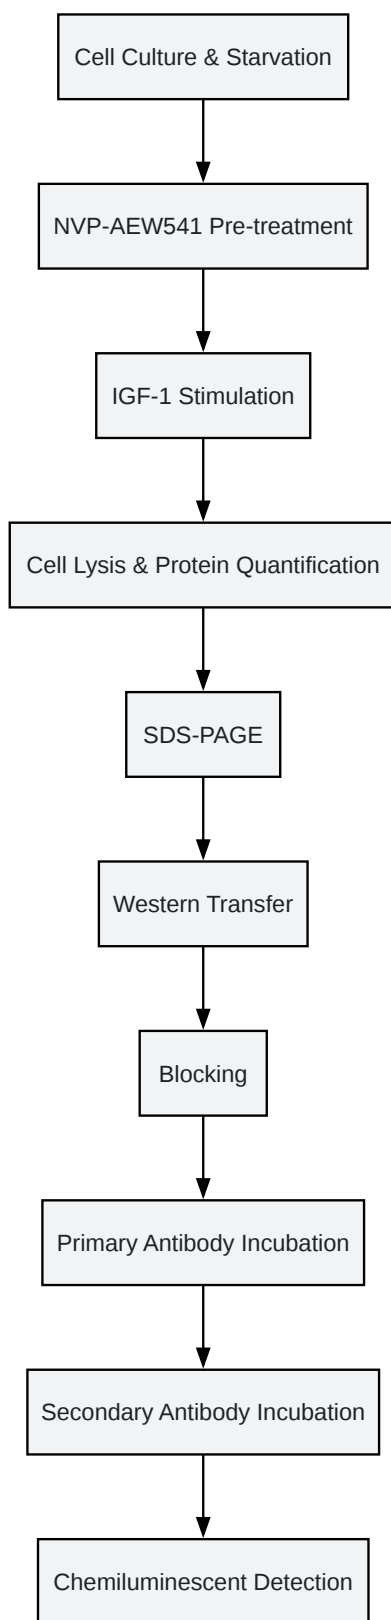 Cell Culture & Starvation
NVP-AEW541 Pre-treatment
IGF-1 Stimulation
Cell Lysis & Protein Quantification
SDS-PAGE
Western Transfer
Blocking
Primary Antibody Incubation
Secondary Antibody Incubation
Chemiluminescent Detection